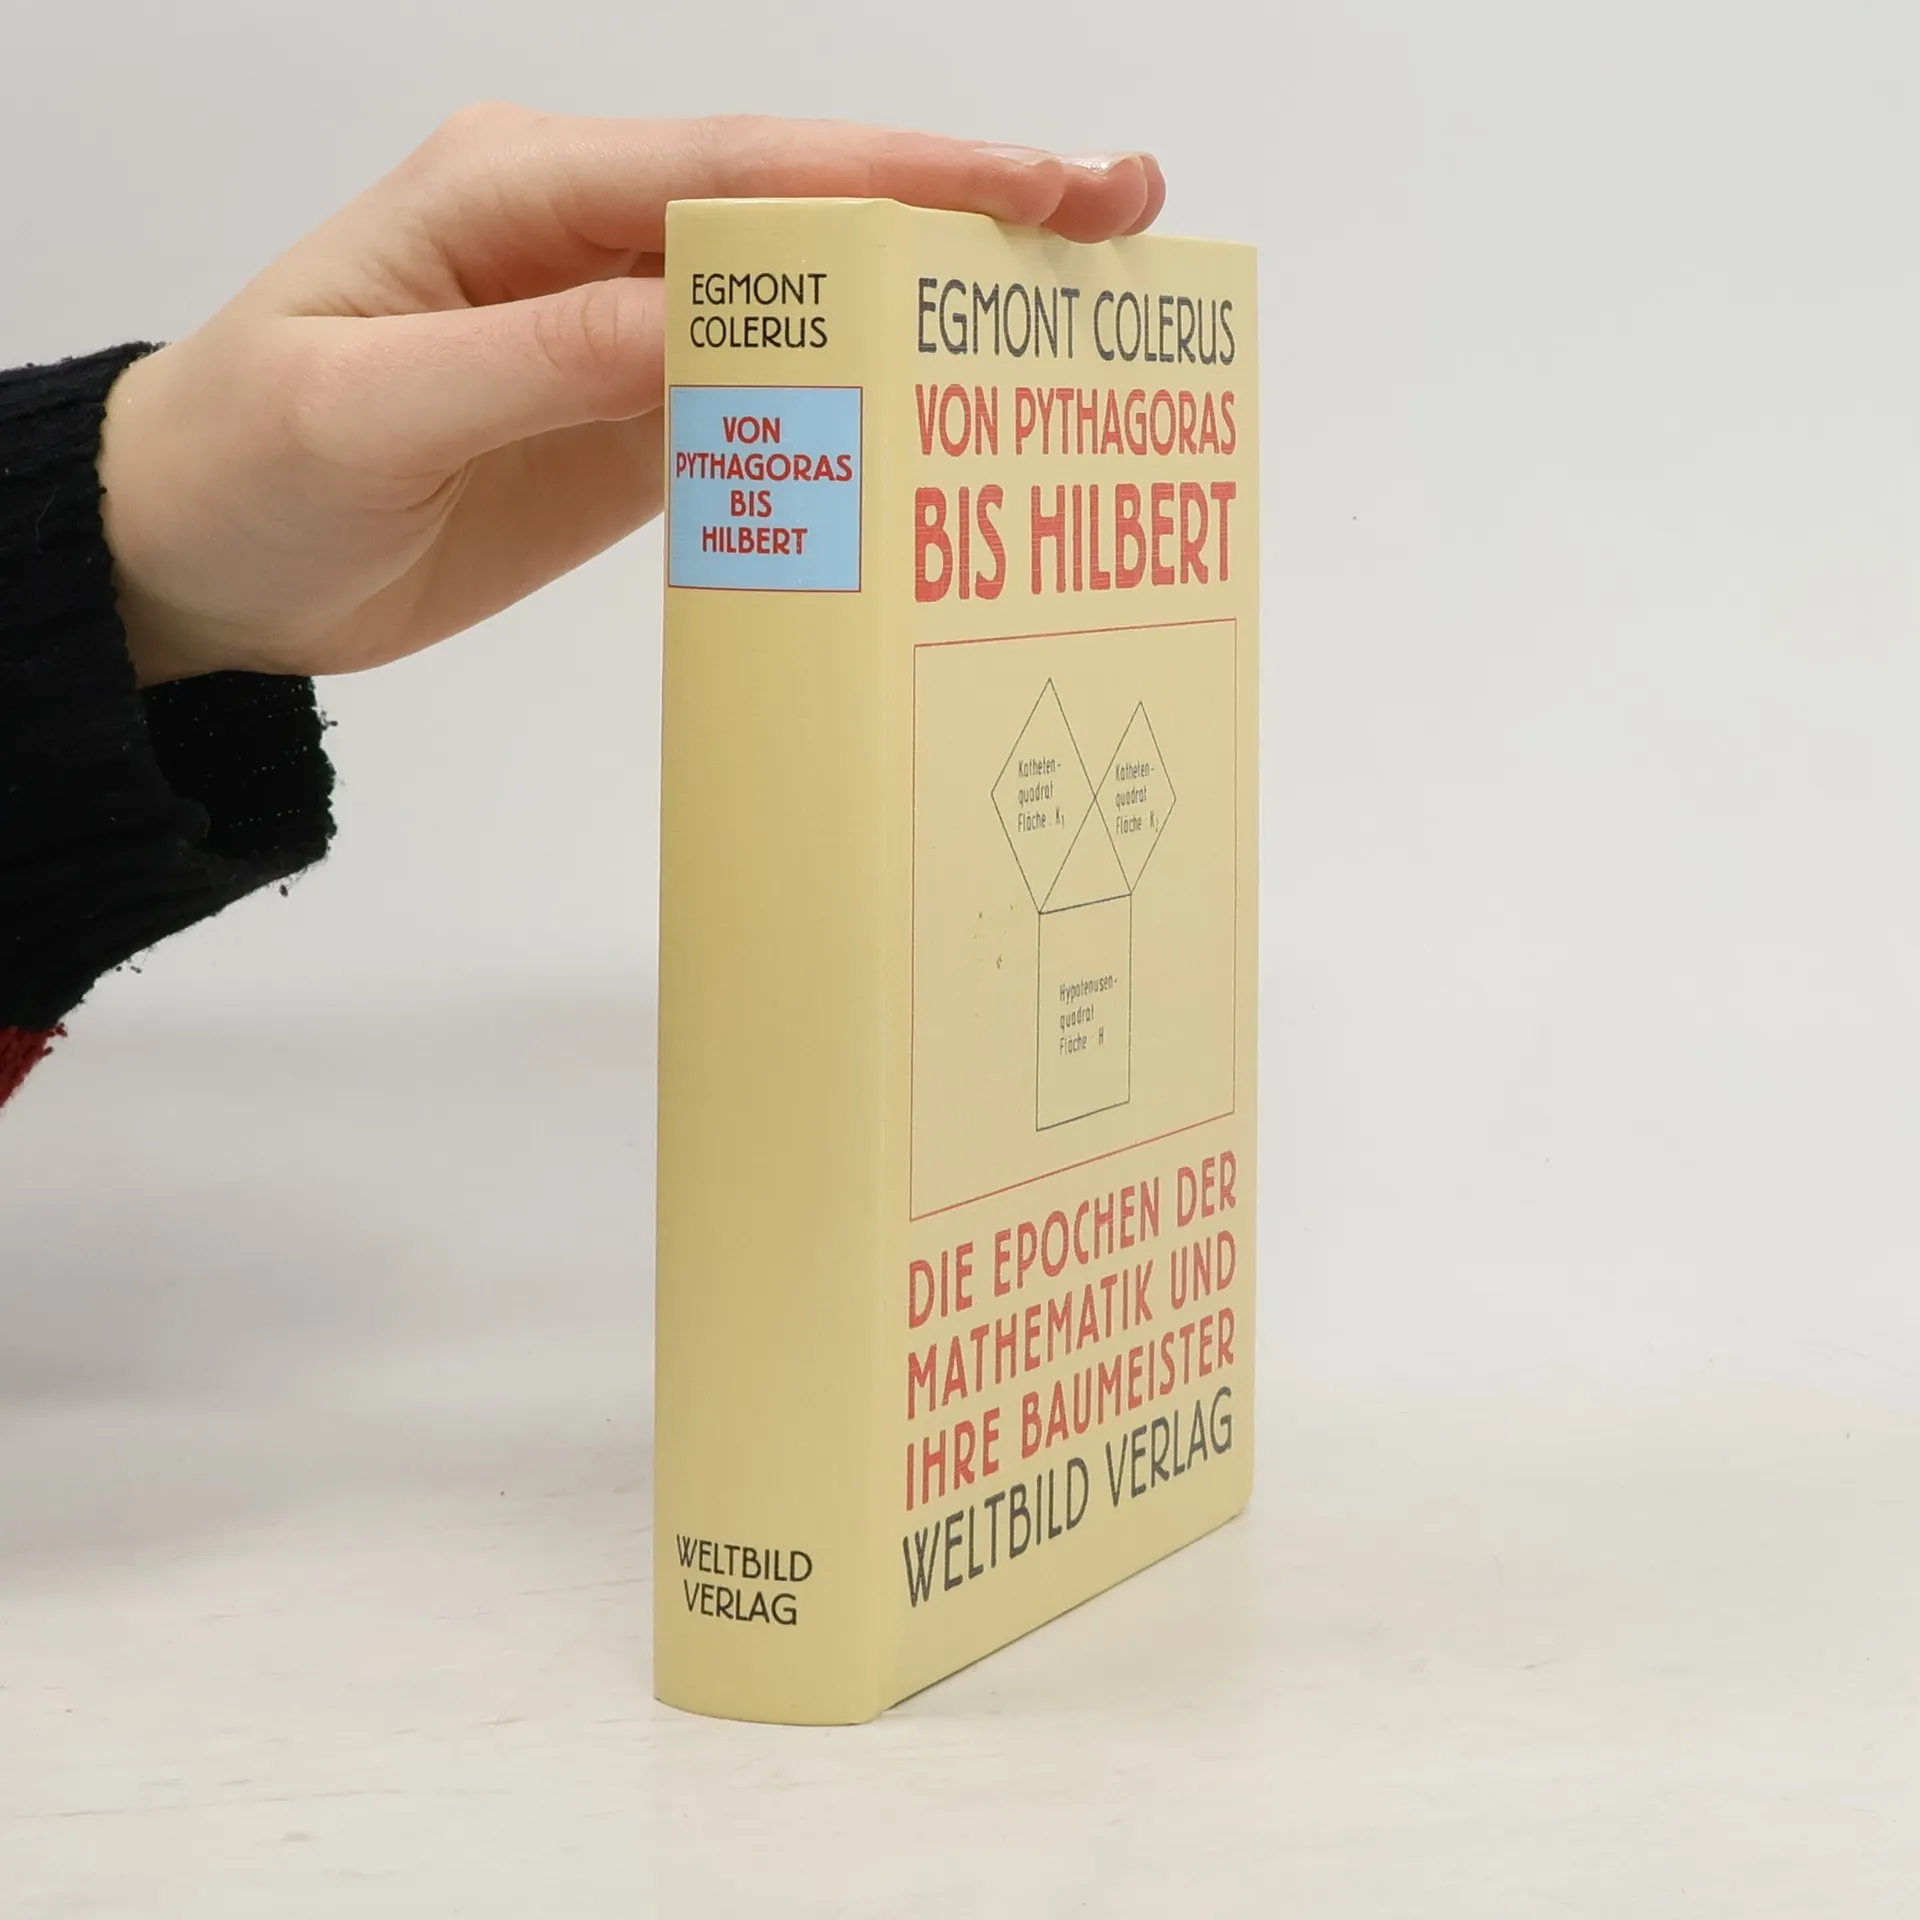 EGMONT
COLERUS
VON
PYTHAGORAS
BIS
HILBERT
WELTBILD
VERLAG
EGMONT COLERUS
VON PYTHAGORAS
BIS HILBERT
Katheten-
quadrat
Fläche : K₁
Katheten-
quadrat
Fläche : K₂
Hypotenusen-
quadrat
Fläche : H
DIE EPOCHEN DER
MATHEMATIK UND
IHRE BAUMEISTER
WELTBILD VERLAG